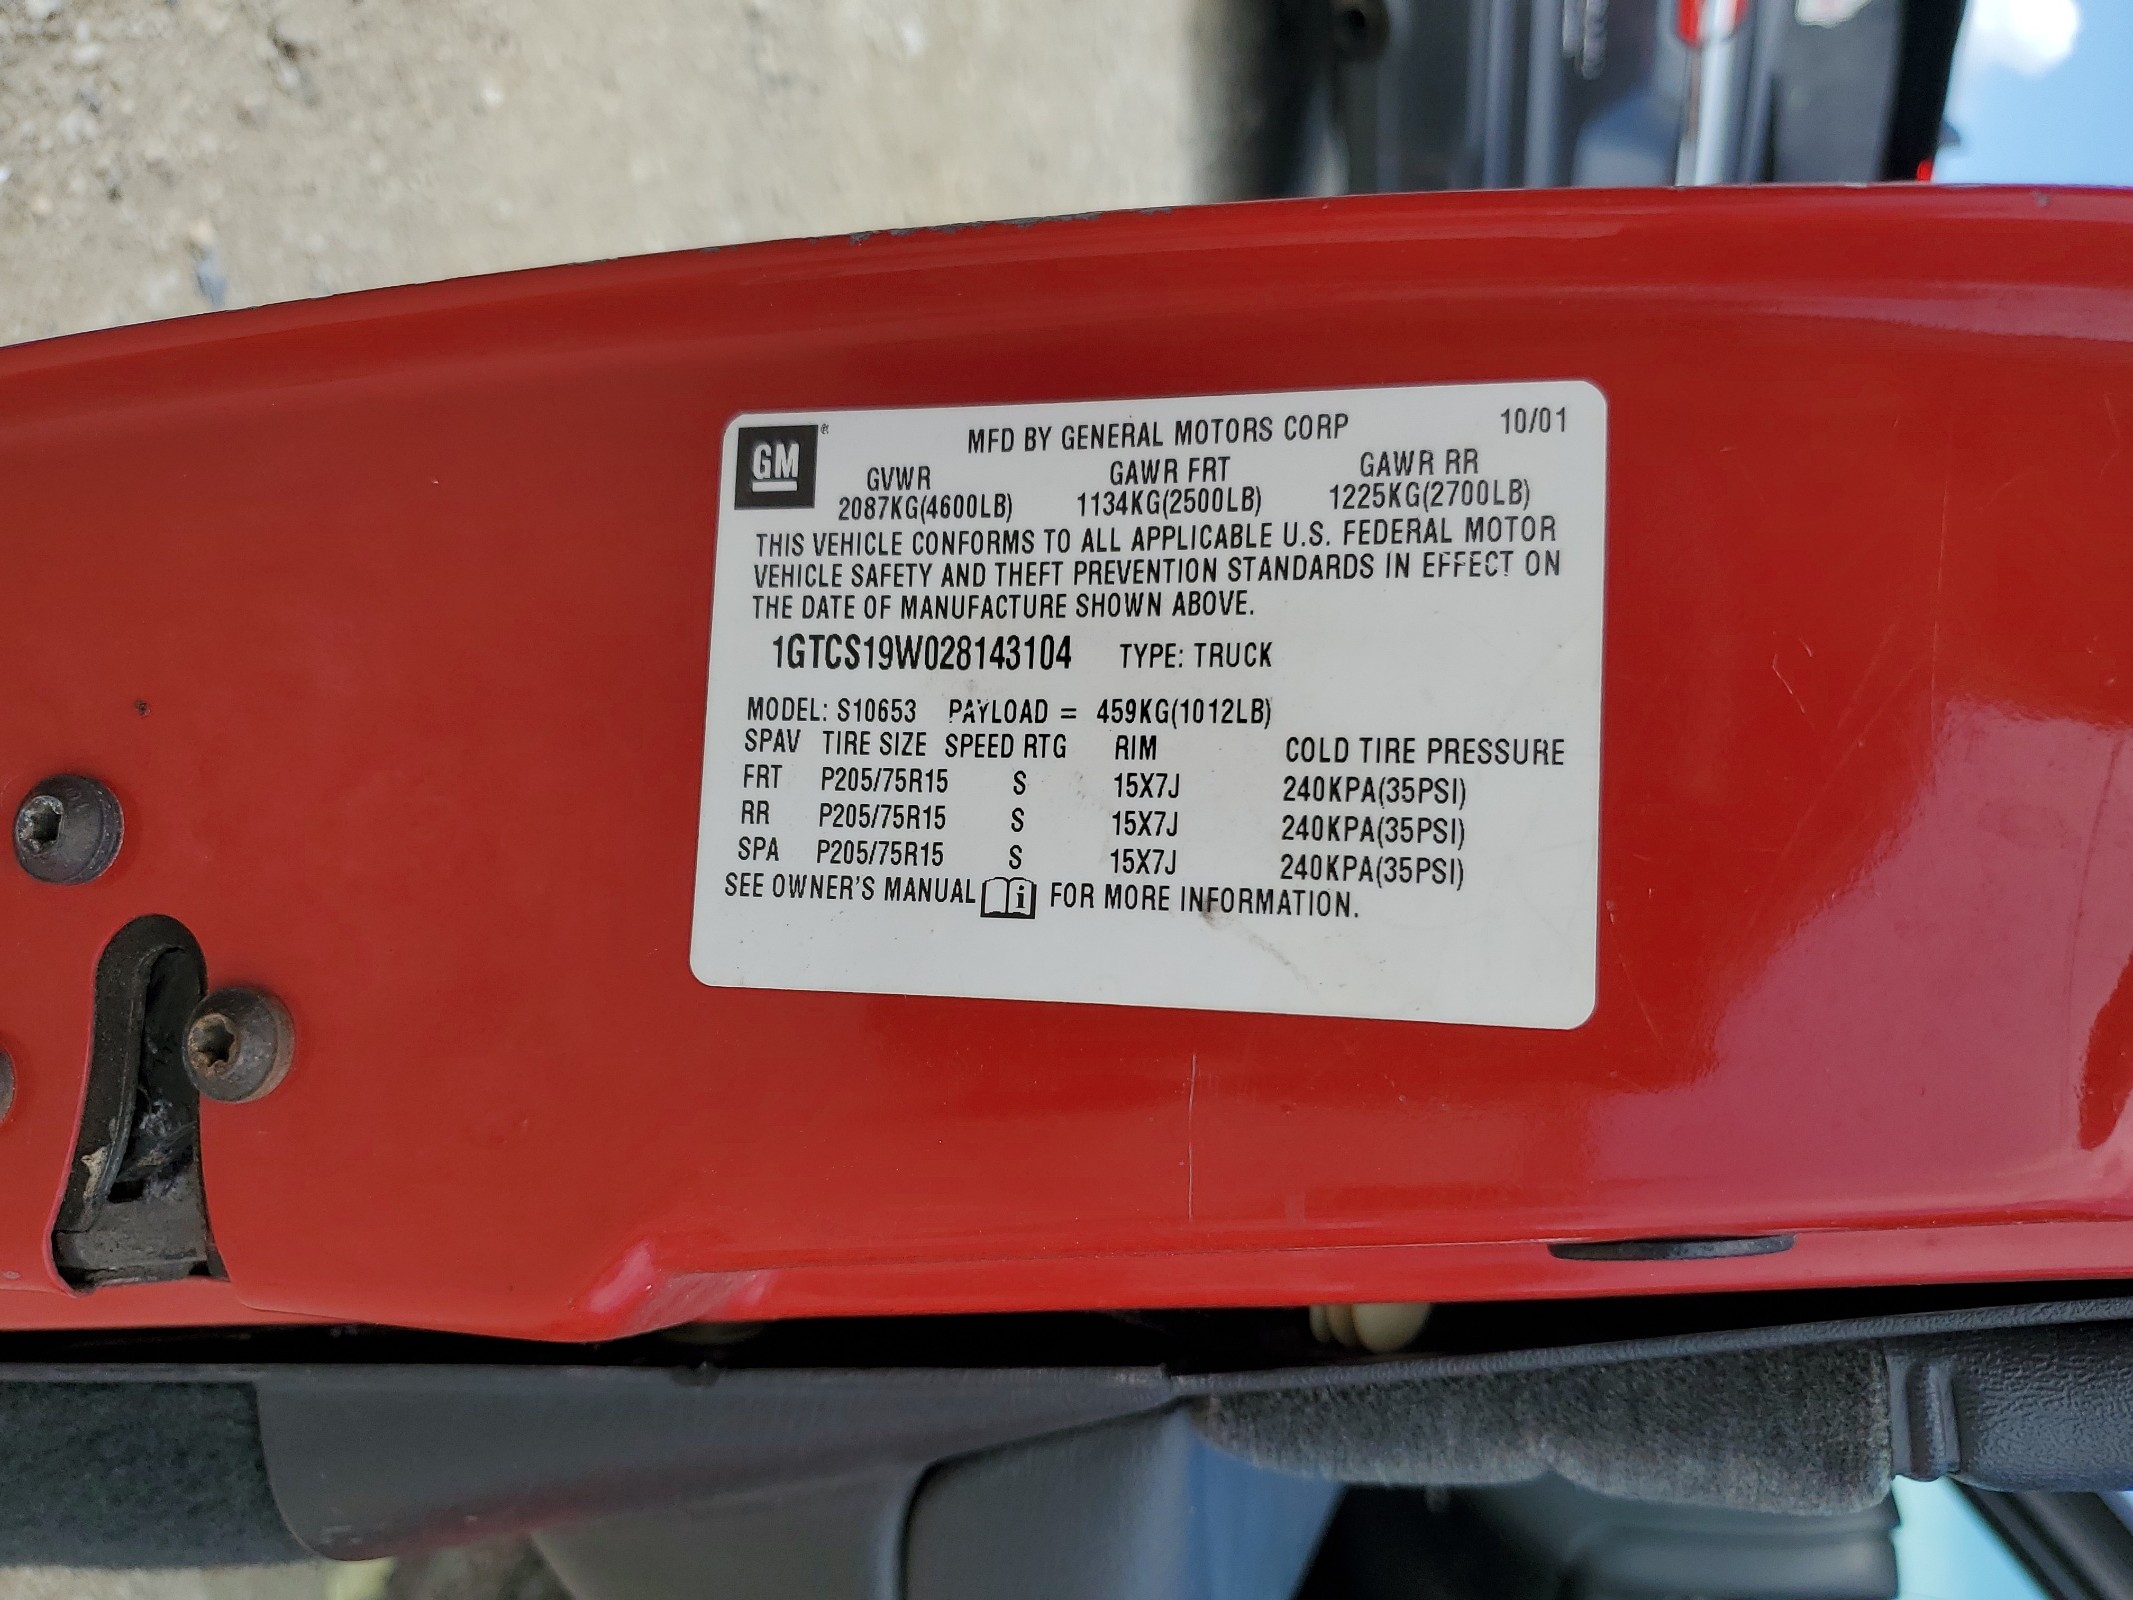 GM ®
MFD BY GENERAL MOTORS CORP 10/01
GVWR GAWR FRT GAWR RR
2087KG(4600LB) 1134KG(2500LB) 1225KG(2700LB)
THIS VEHICLE CONFORMS TO ALL APPLICABLE U.S. FEDERAL MOTOR
VEHICLE SAFETY AND THEFT PREVENTION STANDARDS IN EFFECT ON
THE DATE OF MANUFACTURE SHOWN ABOVE.
1GTCS19W028143104 TYPE: TRUCK
MODEL: S10653 PAYLOAD = 459KG(1012LB)
SPAV TIRE SIZE SPEED RTG RIM COLD TIRE PRESSURE
FRT P205/75R15 S 15X7J 240KPA(35PSI)
RR P205/75R15 S 15X7J 240KPA(35PSI)
SPA P205/75R15 S 15X7J 240KPA(35PSI)
SEE OWNER'S MANUAL i FOR MORE INFORMATION.